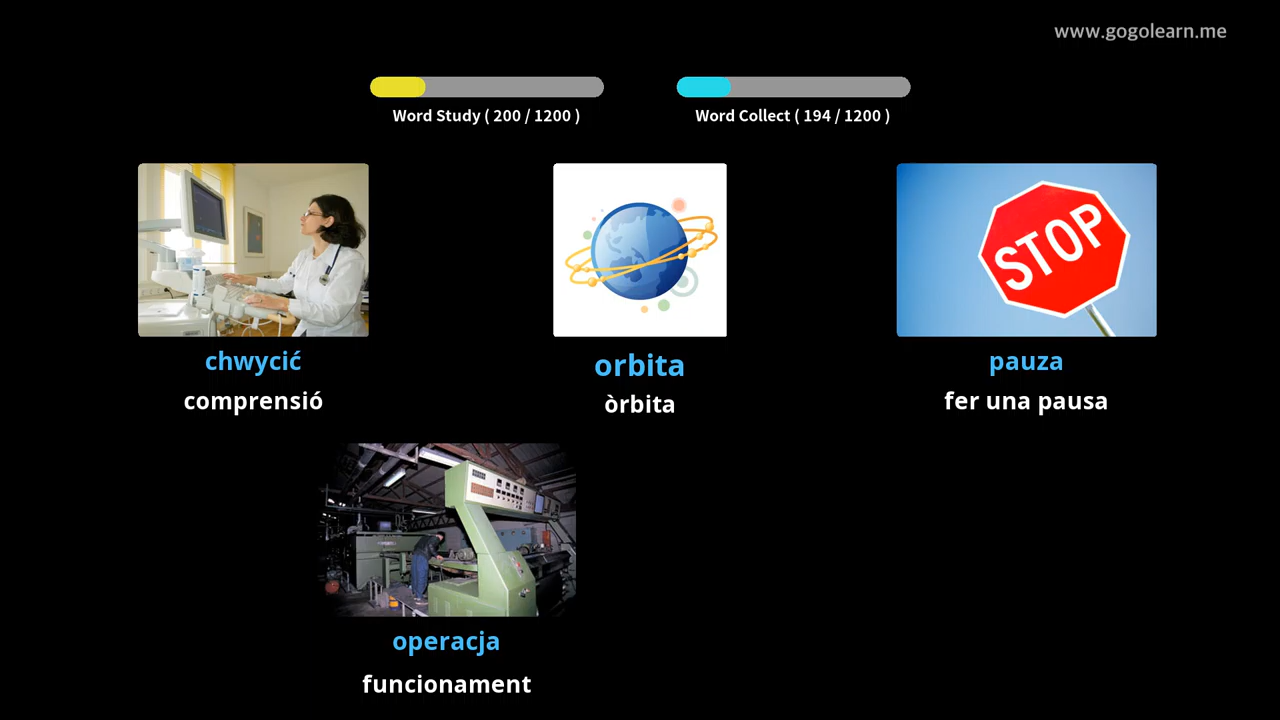 www.gogolearn.me
Word Study ( 200 / 1200 )
Word Collect ( 194 / 1200 )
STOP
chwycić
orbita
pauza
comprensió
òrbita
fer una pausa
operacja
funcionament